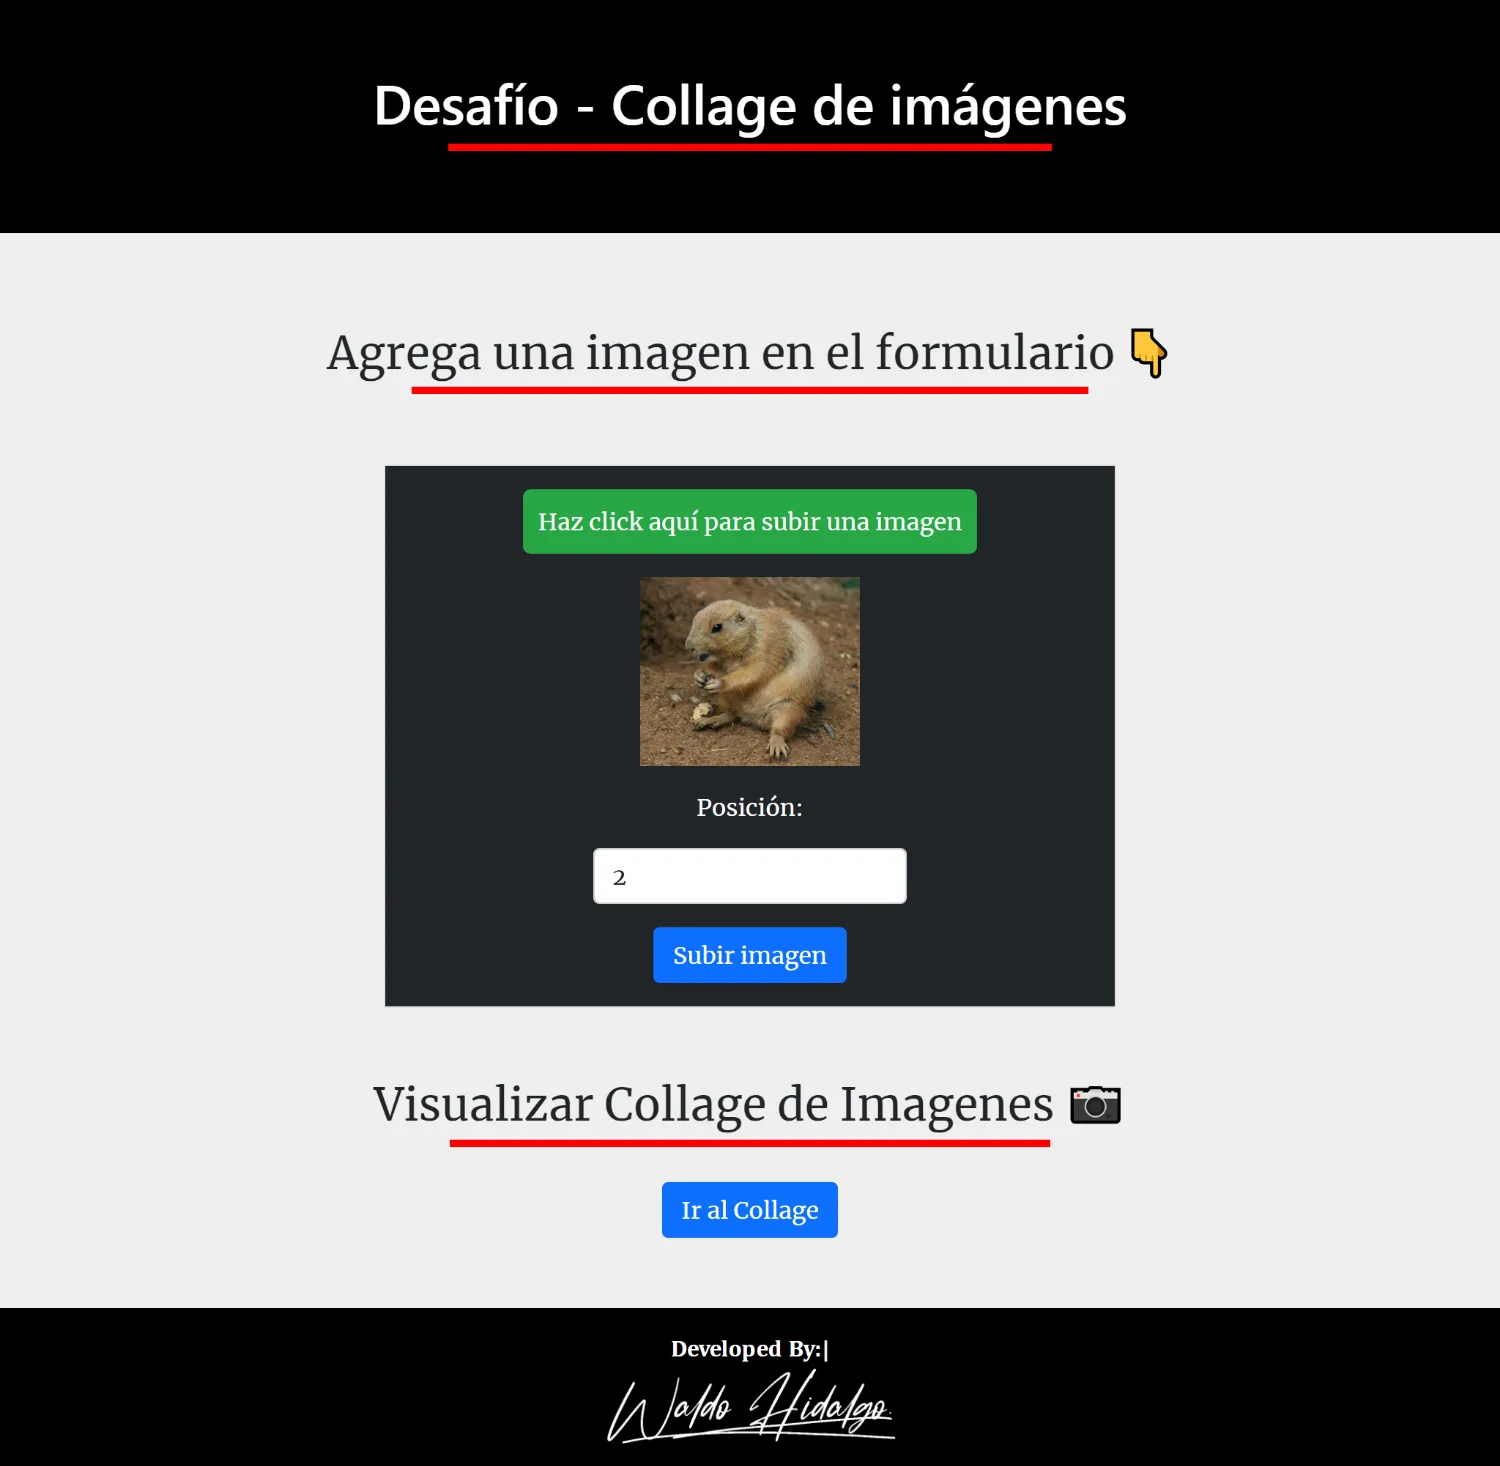 Desafío - Collage de imágenes
Agrega una imagen en el formulario 👇
Haz click aquí para subir una imagen
Posición:
2
Subir imagen
Visualizar Collage de Imagenes 📷
Ir al Collage
Developed By:|
Waldo Hidalgo.